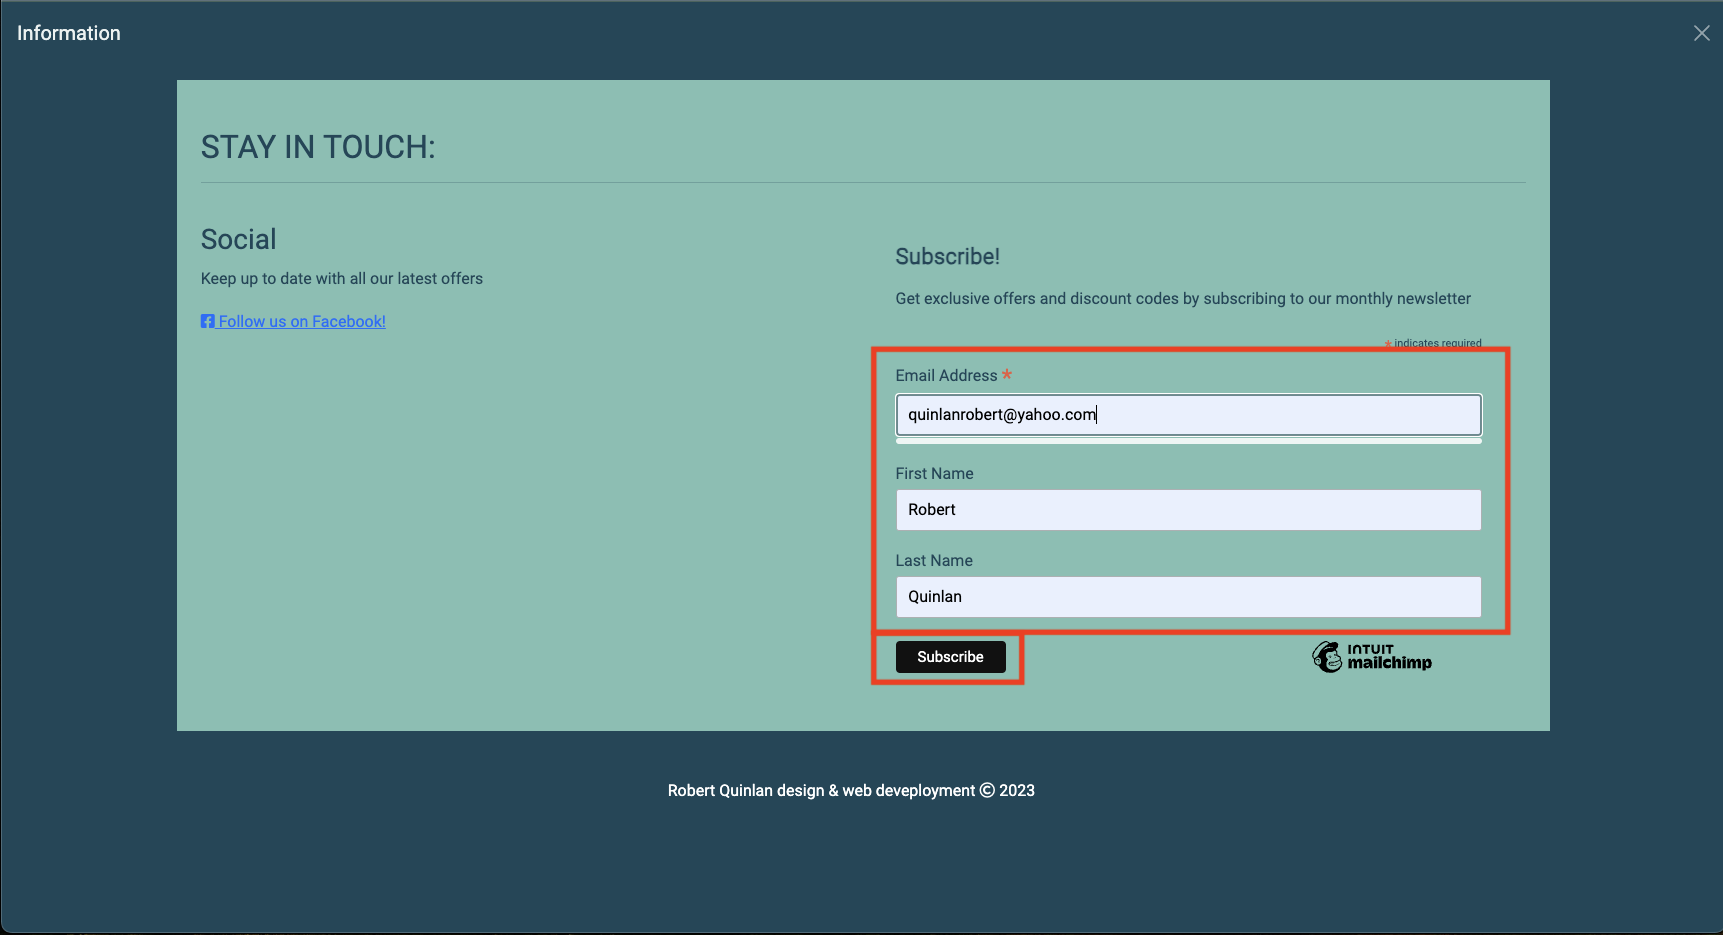 Information
STAY IN TOUCH:
Social
Keep up to date with all our latest offers
Follow us on Facebook!
Subscribe!
Get exclusive offers and discount codes by subscribing to our monthly newsletter
* indicates required
Email Address *
quinlanrobert@yahoo.com
First Name
Robert
Last Name
Quinlan
Subscribe
INTUIT
mailchimp
Robert Quinlan design & web deveployment © 2023